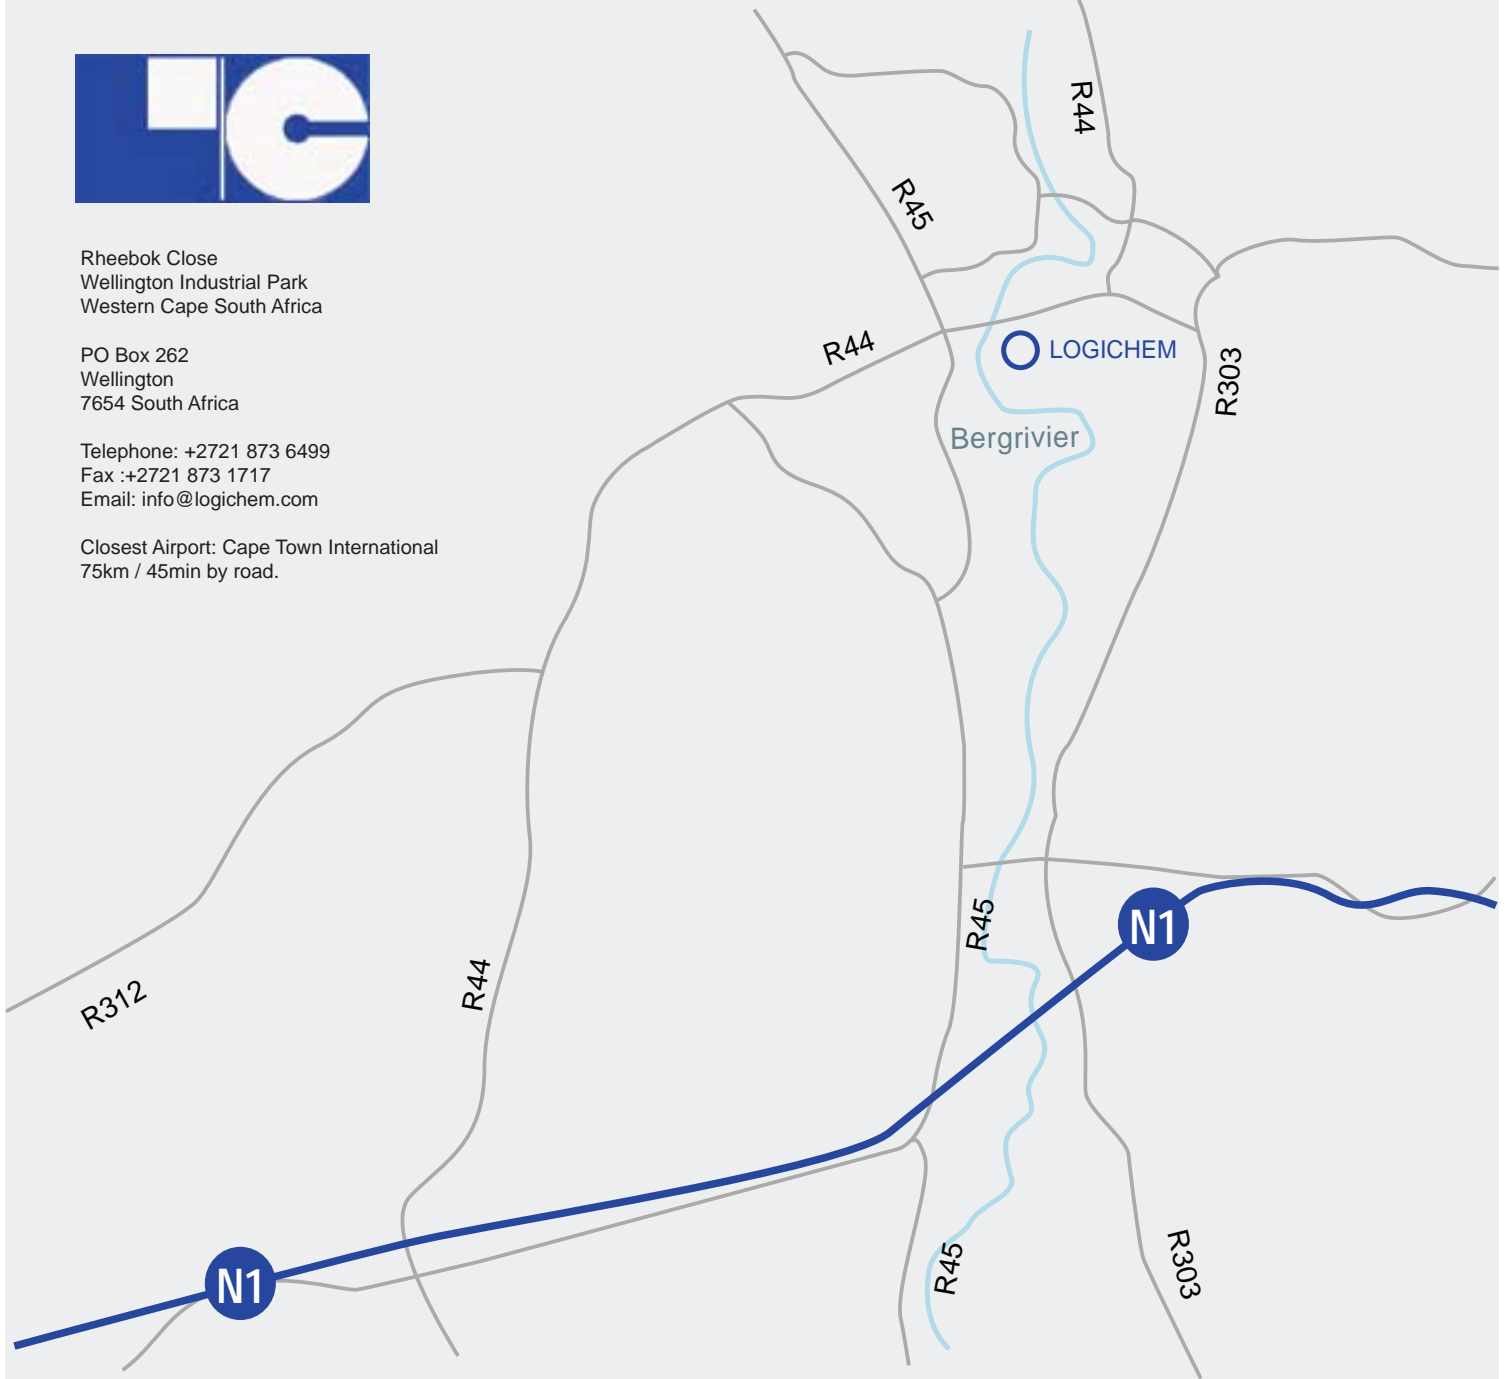 Rheebok Close
Wellington Industrial Park
Western Cape South Africa
PO Box 262
Wellington
7654 South Africa
Telephone: +2721 873 6499
Fax :+2721 873 1717
Email: info@logichem.com
Closest Airport: Cape Town International
75km / 45min by road.
R44
R45
R44
LOGICHEM
R303
Bergrivier
R45
N1
R312
R44
R45
R303
N1